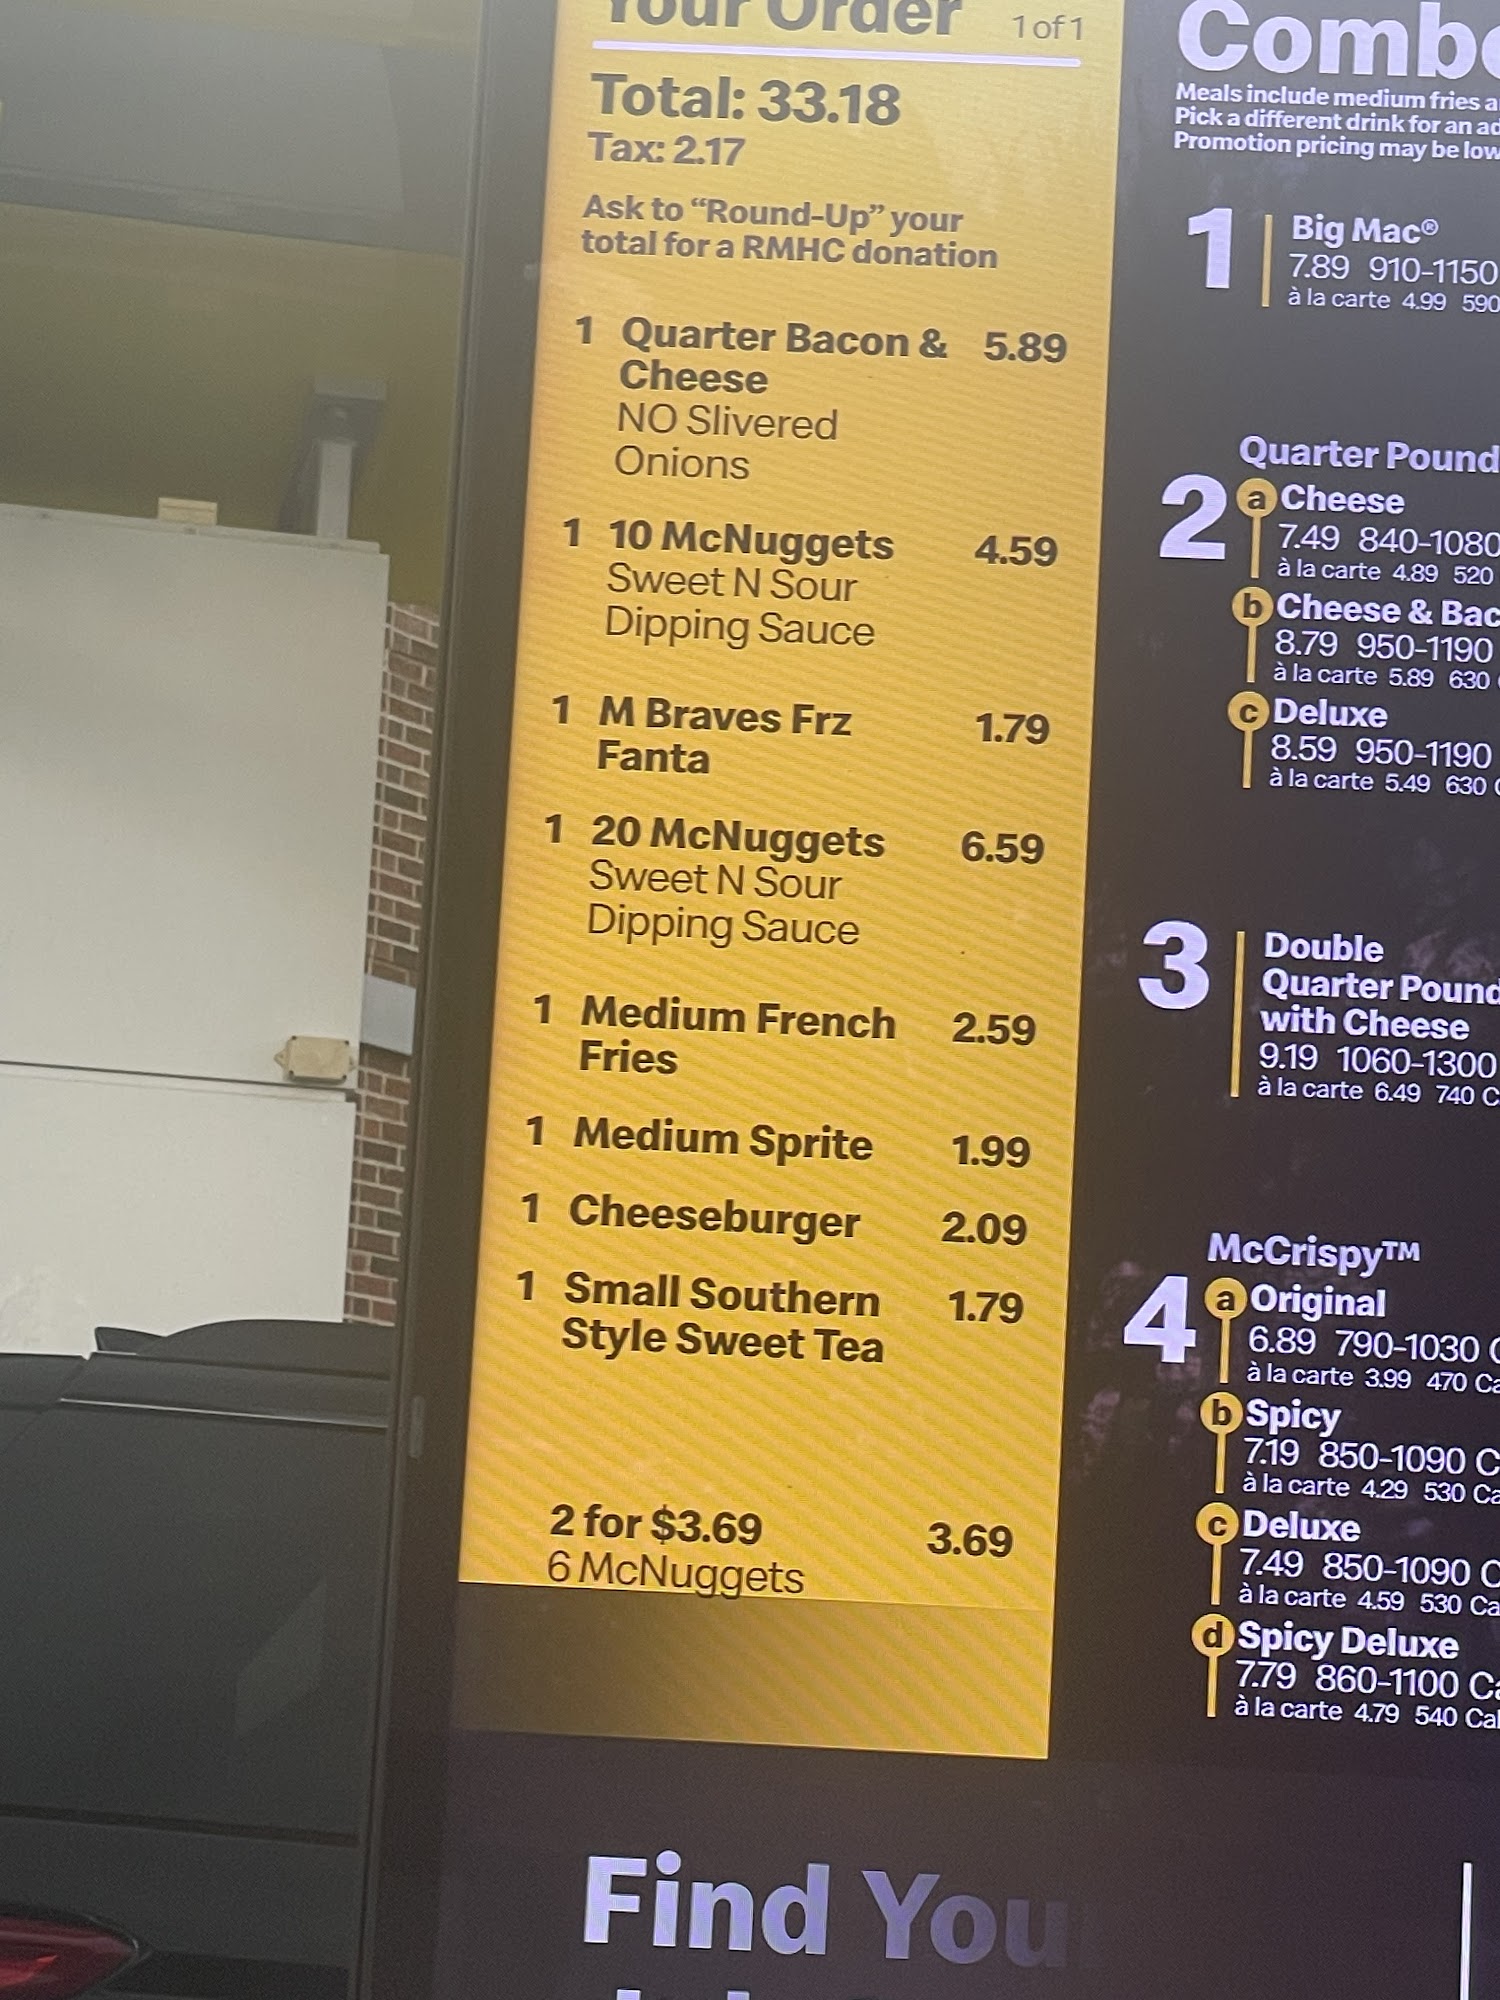 Your Order 1 of 1
Total: 33.18
Tax: 2.17
Ask to “Round-Up” your
total for a RMHC donation
1 Quarter Bacon & 5.89
Cheese
NO Slivered
Onions
1 10 McNuggets 4.59
Sweet N Sour
Dipping Sauce
1 M Braves Frz 1.79
Fanta
1 20 McNuggets 6.59
Sweet N Sour
Dipping Sauce
1 Medium French 2.59
Fries
1 Medium Sprite 1.99
1 Cheeseburger 2.09
1 Small Southern 1.79
Style Sweet Tea
2 for $3.69 3.69
6 McNuggets
Combo
Meals include medium fries a
Pick a different drink for an ad
Promotion pricing may be low
1 Big Mac®
7.89 910-1150
à la carte 4.99 590
Quarter Pound
2 a Cheese
7.49 840-1080
à la carte 4.89 520
b Cheese & Bac
8.79 950-1190
à la carte 5.89 630
c Deluxe
8.59 950-1190
à la carte 5.49 630 C
3 Double
Quarter Pound
with Cheese
9.19 1060-1300
à la carte 6.49 740 C
McCrispy™
4 a Original
6.89 790-1030 C
à la carte 3.99 470 Ca
b Spicy
7.19 850-1090 C
à la carte 4.29 530 Ca
c Deluxe
7.49 850-1090 C
à la carte 4.59 530 Ca
d Spicy Deluxe
7.79 860-1100 Ca
à la carte 4.79 540 Cal
Find You